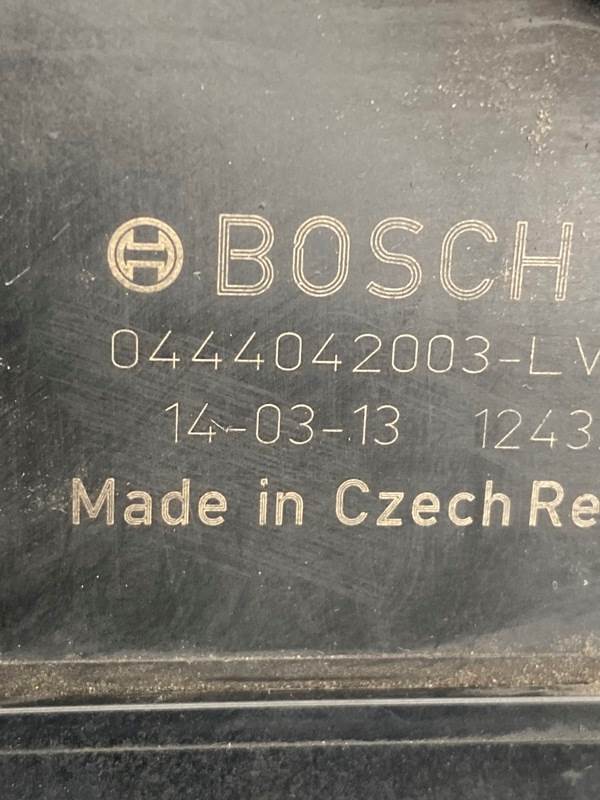 BOSCH
0444042003-LV
14-03-13 1243
Made in Czech Re